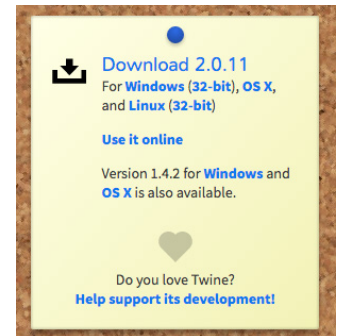 Download 2.0.11
For Windows (32-bit), OS X,
and Linux (32-bit)
Use it online
Version 1.4.2 for Windows and
OS X is also available.
Do you love Twine?
Help support its development!